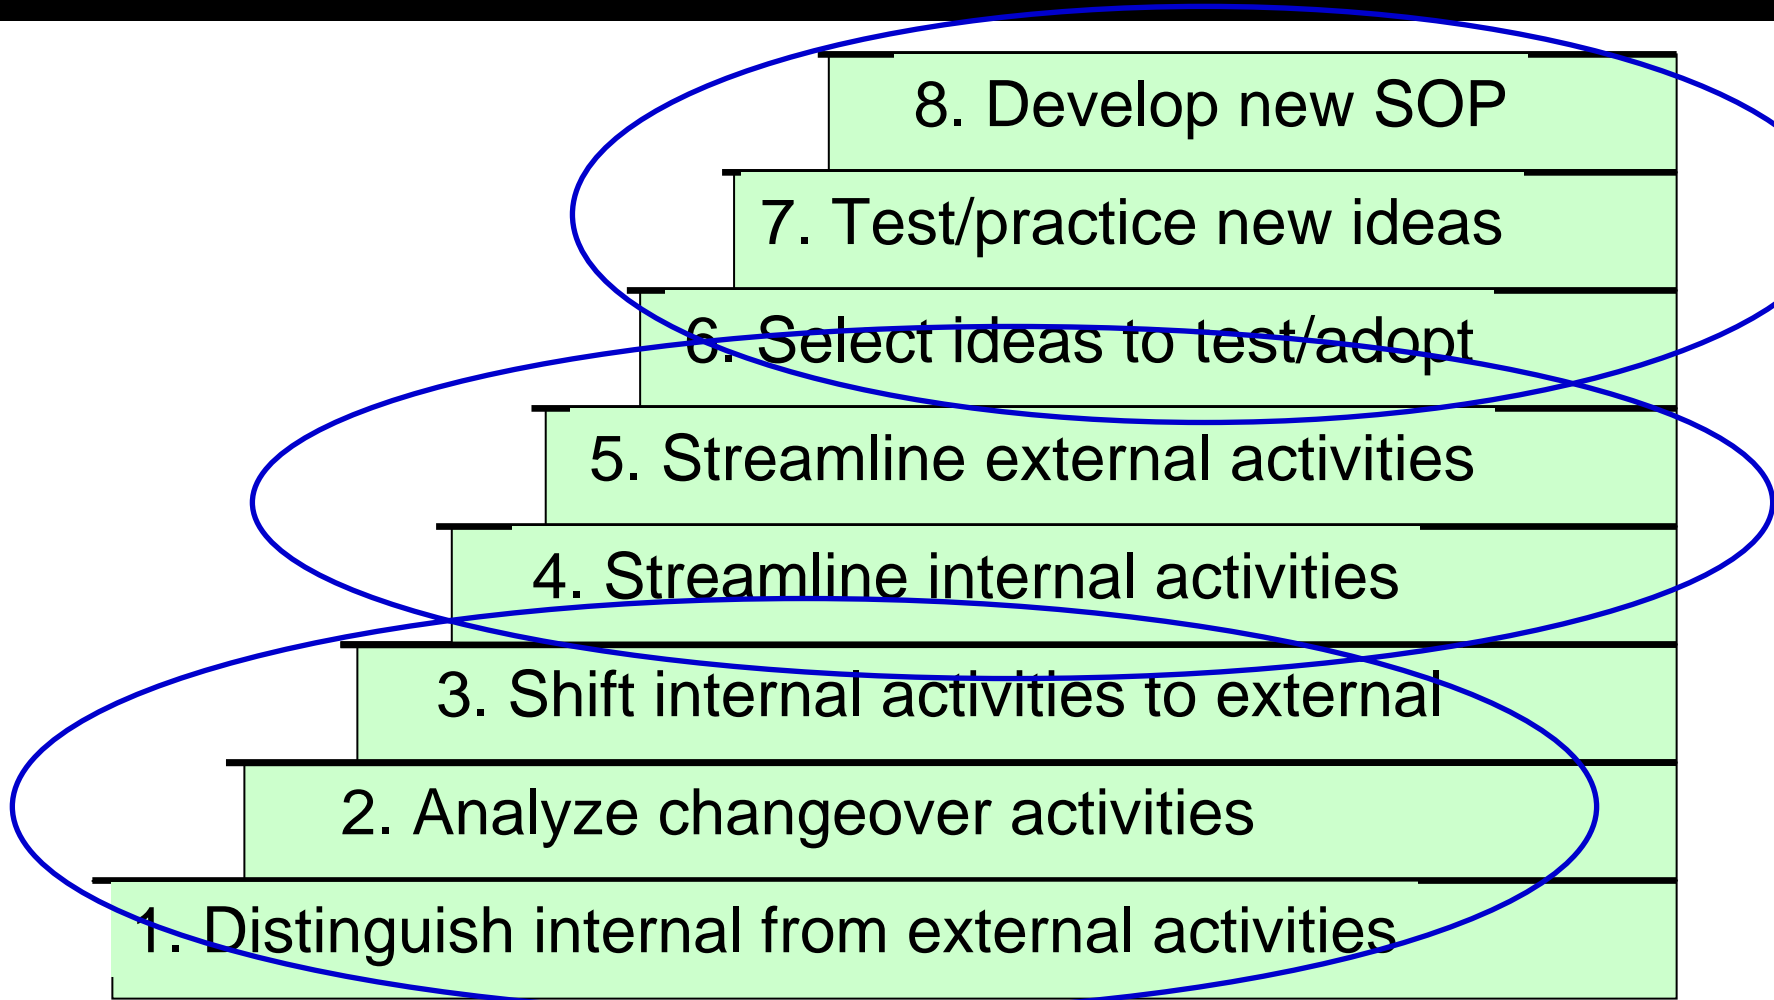 8. Develop new SOP
7. Test/practice new ideas
6. Select ideas to test/adopt
5. Streamline external activities
4. Streamline internal activities
3. Shift internal activities to external
2. Analyze changeover activities
1. Distinguish internal from external activities